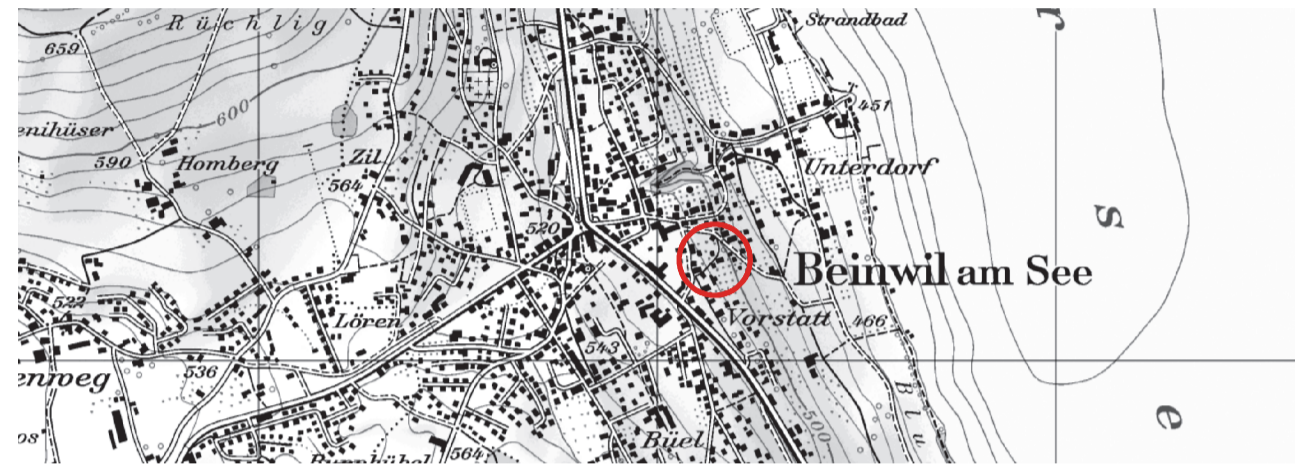 Rüchlig
Strandbad
r
659
600
451
enihüser
590
Homberg
Zil
564
Unterdorf
520
s
Beinwil am See
522
Lören
Vorstatt
466
543
536
enweg
e
500
Büel
564